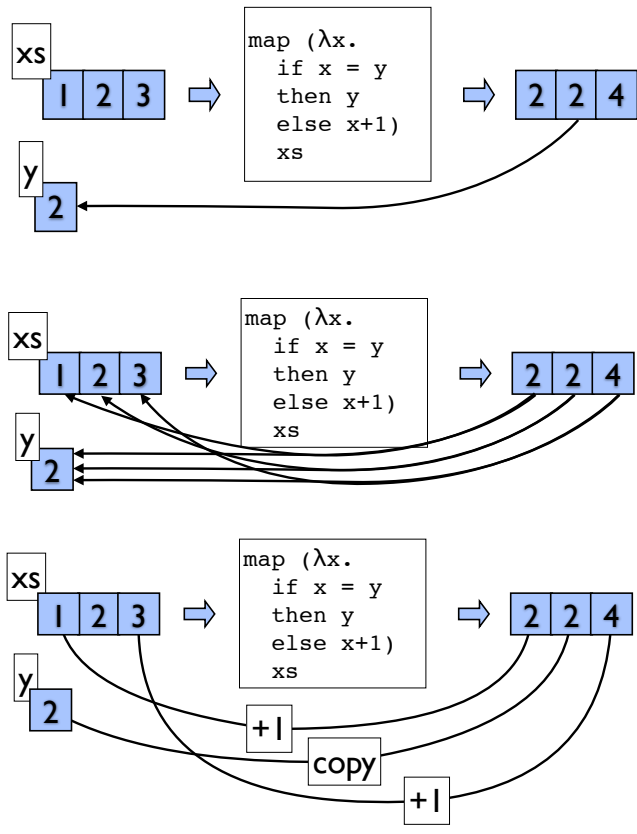 xs
map (λx.
if x = y
then y
else x+1)
xs
1 2 3
2 2 4
y
2
xs
map (λx.
if x = y
then y
else x+1)
xs
1 2 3
2 2 4
y
2
xs
map (λx.
if x = y
then y
else x+1)
xs
1 2 3
2 2 4
y
2
+1
copy
+1